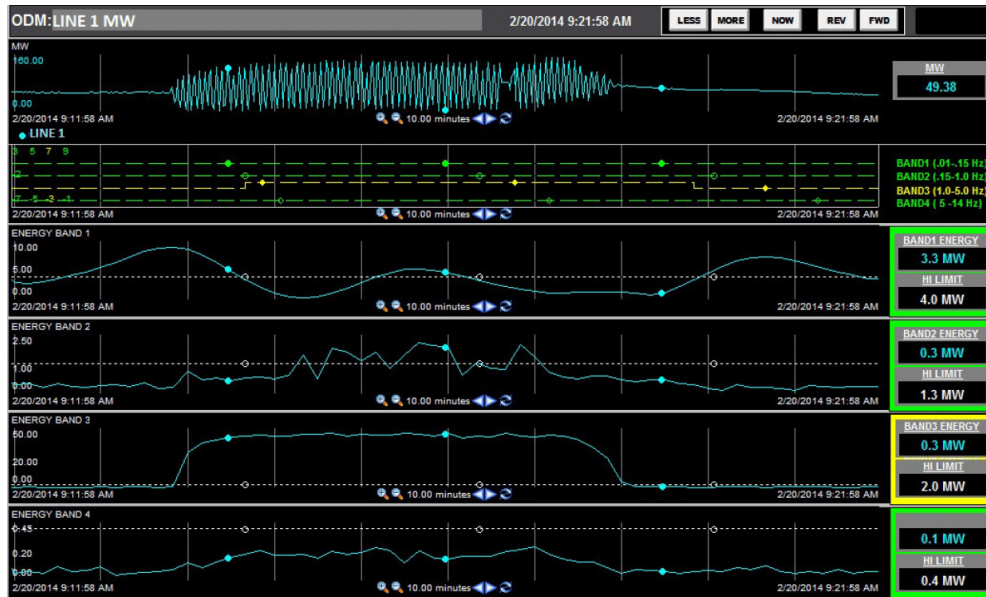 ODM: LINE 1 MW 2/20/2014 9:21:58 AM LESS MORE NOW REV FWD
MW
160.00
0.00
2/20/2014 9:11:58 AM 10.00 minutes 2/20/2014 9:21:58 AM
MW
49.38
LINE 1
3 5 7 9
2
-7 -5 -3 -1
2/20/2014 9:11:58 AM 10.00 minutes 2/20/2014 9:21:58 AM
BAND1 (.01-.15 Hz)
BAND2 (.15-1.0 Hz)
BAND3 (1.0-5.0 Hz)
BAND4 ( 5 -14 Hz)
ENERGY BAND 1
10.00
5.00
0.00
2/20/2014 9:11:58 AM 10.00 minutes 2/20/2014 9:21:58 AM
BAND1 ENERGY
3.3 MW
HI LIMIT
4.0 MW
ENERGY BAND 2
2.50
1.00
0.00
2/20/2014 9:11:58 AM 10.00 minutes 2/20/2014 9:21:58 AM
BAND2 ENERGY
0.3 MW
HI LIMIT
1.3 MW
ENERGY BAND 3
50.00
20.00
0.00
2/20/2014 9:11:58 AM 10.00 minutes 2/20/2014 9:21:58 AM
BAND3 ENERGY
0.3 MW
HI LIMIT
2.0 MW
ENERGY BAND 4
0.45
0.20
0.00
2/20/2014 9:11:58 AM 10.00 minutes 2/20/2014 9:21:58 AM
0.1 MW
HI LIMIT
0.4 MW